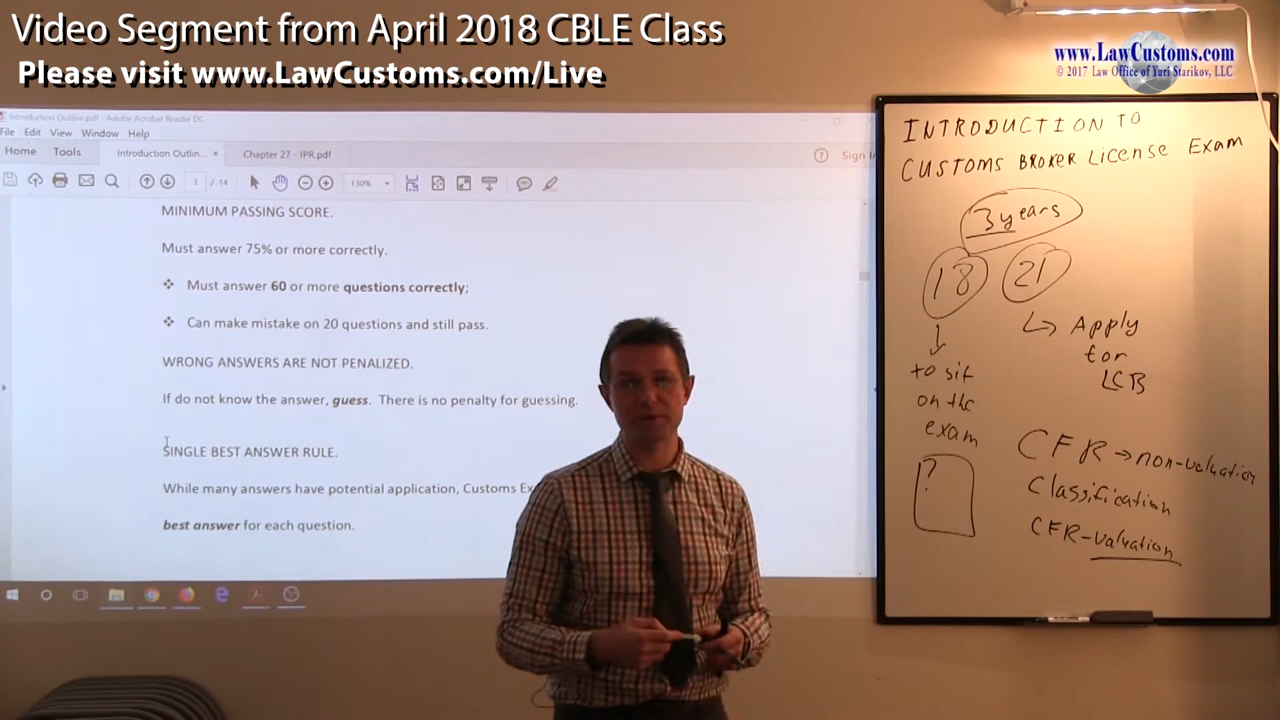 Video Segment from April 2018 CBLE Class
Please visit www.LawCustoms.com/Live
www.LawCustoms.com
© 2017 Law Office of Yuri Starikov, LLC
Introduction Outline.pdf - Adobe Acrobat Reader DC
File Edit View Window Help
Home Tools Introduction Outlin... × Chapter 27 - IPR.pdf Sign In
3 / 14 130%
MINIMUM PASSING SCORE.
Must answer 75% or more correctly.
❖ Must answer 60 or more questions correctly;
❖ Can make mistake on 20 questions and still pass.
WRONG ANSWERS ARE NOT PENALIZED.
If do not know the answer, guess. There is no penalty for guessing.
SINGLE BEST ANSWER RULE.
While many answers have potential application, Customs Ex
best answer for each question.
INTRODUCTION TO
CUSTOMS BROKER LICENSE EXAM
3 years
18 21
to sit
on the
exam
?
→ Apply
for
LCB
CFR → non-valuation
Classification
CFR-valuation